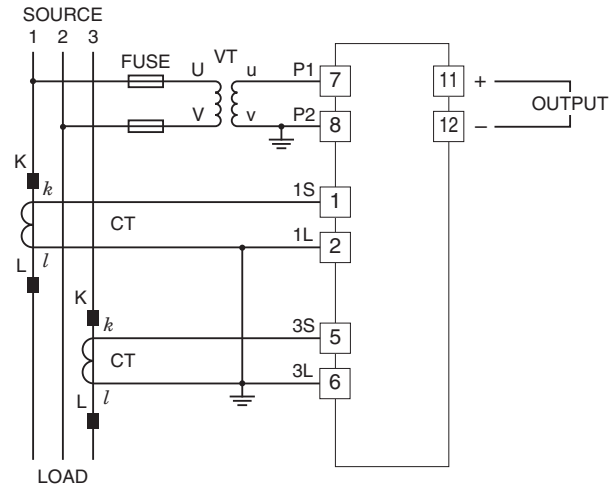 SOURCE
1 2 3
FUSE VT
U u P1 7 11 +
OUTPUT
V v P2 8 12 –
K
k 1S 1
CT
1L 2
L l
K
k 3S 5
CT
3L 6
L l
LOAD